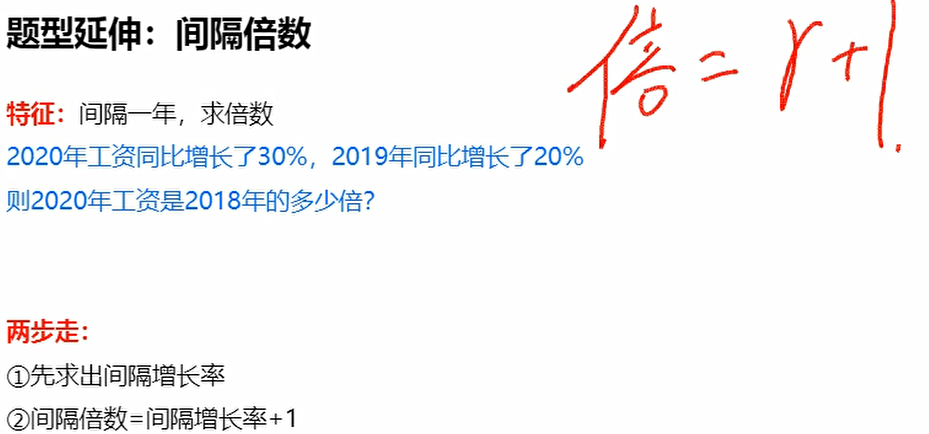 题型延伸：间隔倍数
倍=r+1.
特征：间隔一年，求倍数
2020年工资同比增长了30%，2019年同比增长了20%
则2020年工资是2018年的多少倍?
两步走：
①先求出间隔增长率
②间隔倍数=间隔增长率+1